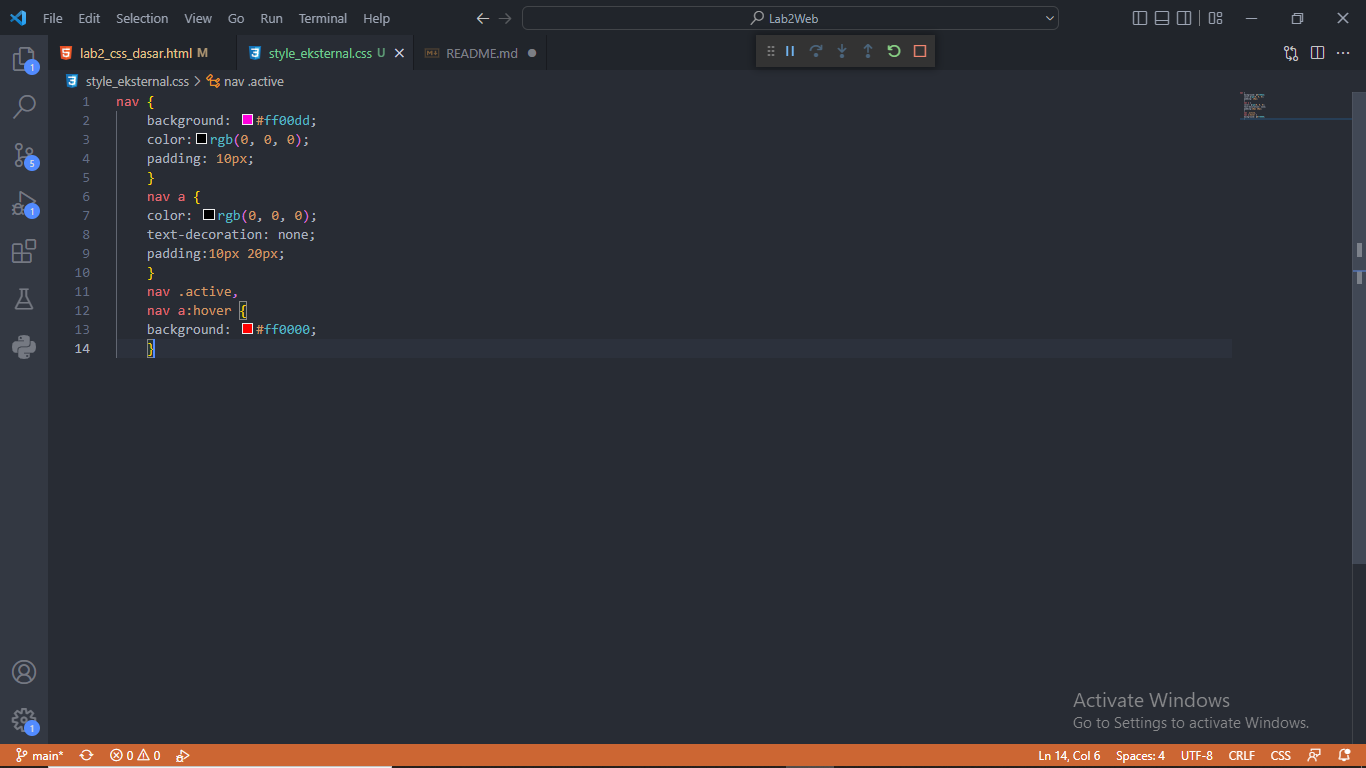 File Edit Selection View Go Run Terminal Help Lab2Web
lab2_css_dasar.html M style_eksternal.css U README.md
style_eksternal.css > nav .active
1 nav {
2 background: #ff00dd;
3 color:rgb(0, 0, 0);
4 padding: 10px;
5 }
6 nav a {
7 color: rgb(0, 0, 0);
8 text-decoration: none;
9 padding:10px 20px;
10 }
11 nav .active,
12 nav a:hover {
13 background: #ff0000;
14 }
1
5
1
1
Activate Windows
Go to Settings to activate Windows.
main* 0 0 Ln 14, Col 6 Spaces: 4 UTF-8 CRLF CSS